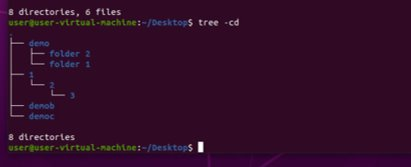 8 directories, 6 files
user@user-virtual-machine:~/Desktop$ tree -cd
.
├── demo
│   ├── folder 2
│   └── folder 1
├── 1
│   └── 2
│       └── 3
├── demob
└── democ
8 directories
user@user-virtual-machine:~/Desktop$